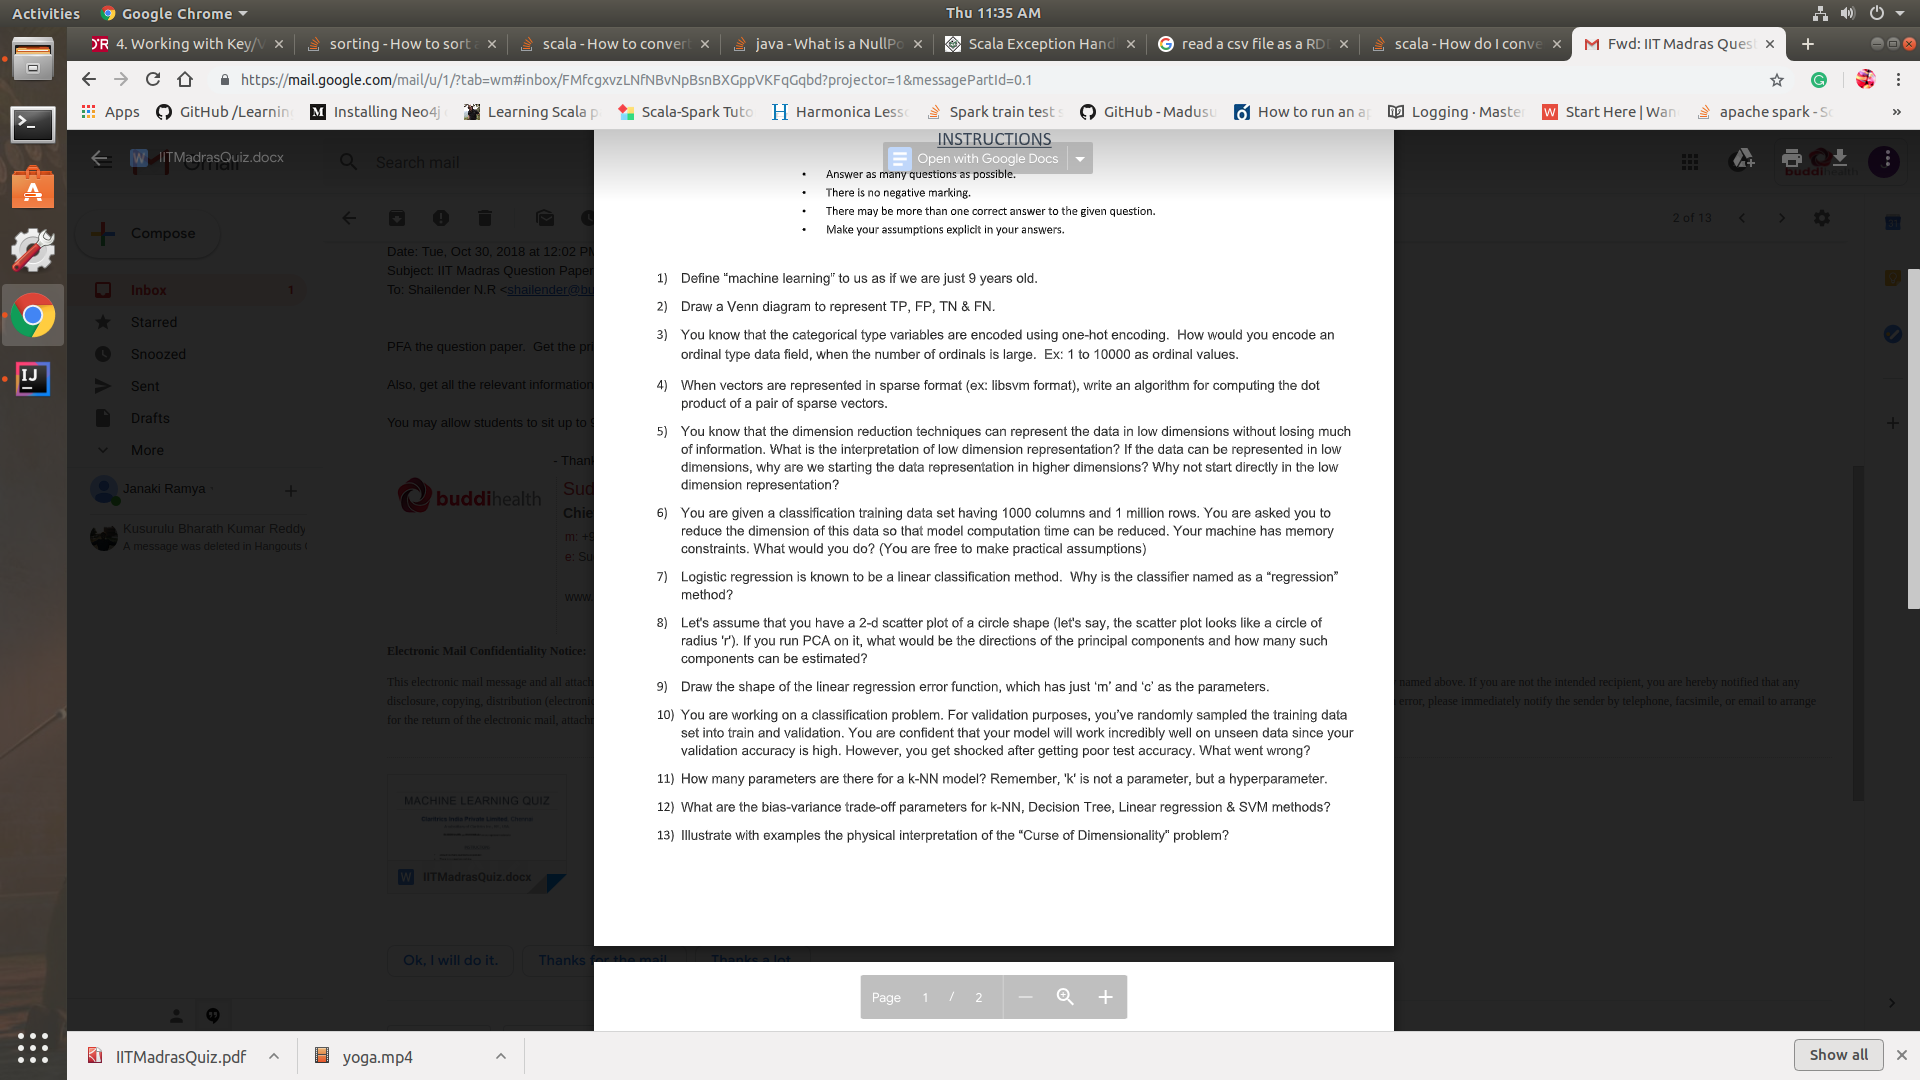 Activities
Google Chrome
Thu 11:35 AM
4. Working with Key/V
sorting - How to sort a
scala - How to convert
java - What is a NullPo
Scala Exception Hand
read a csv file as a RD
scala - How do I conve
Fwd: IIT Madras Ques
https://mail.google.com/mail/u/1/?tab=wm#inbox/FMfcgxvzLNfNBvNpBsnBXGppVKFqGqbd?projector=1&messagePartId=0.1
Apps
GitHub /Learnin
Installing Neo4j
Learning Scala p
Scala-Spark Tuto
Harmonica Less
Spark train test s
GitHub - Madusu
How to run an ap
Logging · Master
Start Here | Wan
apache spark - S
»
IITMadrasQuiz.docx
Search mail
Compose
Inbox 1
Starred
Snoozed
Sent
Drafts
More
Janaki Ramya
Kusurulu Bharath Kumar Reddy
A message was deleted in Hangouts
2 of 13
Date: Tue, Oct 30, 2018 at 12:02 PM
Subject: IIT Madras Question Paper
To: Shailender N.R <shailender@bu
PFA the question paper. Get the pr
Also, get all the relevant information
You may allow students to sit up to
- Than
buddihealth
Sud
Chie
m: +9
e: Su
www.
Electronic Mail Confidentiality Notice:
This electronic mail message and all attach
disclosure, copying, distribution (electroni
for the return of the electronic mail, attach
named above. If you are not the intended recipient, you are hereby notified that any
error, please immediately notify the sender by telephone, facsimile, or email to arrange
MACHINE LEARNING QUIZ
IITMadrasQuiz.docx
Ok, I will do it.
Thanks for the mail
Thanks a lot
INSTRUCTIONS
Open with Google Docs
• Answer as many questions as possible.
• There is no negative marking.
• There may be more than one correct answer to the given question.
• Make your assumptions explicit in your answers.
1) Define “machine learning” to us as if we are just 9 years old.
2) Draw a Venn diagram to represent TP, FP, TN & FN.
3) You know that the categorical type variables are encoded using one-hot encoding. How would you encode an
ordinal type data field, when the number of ordinals is large. Ex: 1 to 10000 as ordinal values.
4) When vectors are represented in sparse format (ex: libsvm format), write an algorithm for computing the dot
product of a pair of sparse vectors.
5) You know that the dimension reduction techniques can represent the data in low dimensions without losing much
of information. What is the interpretation of low dimension representation? If the data can be represented in low
dimensions, why are we starting the data representation in higher dimensions? Why not start directly in the low
dimension representation?
6) You are given a classification training data set having 1000 columns and 1 million rows. You are asked you to
reduce the dimension of this data so that model computation time can be reduced. Your machine has memory
constraints. What would you do? (You are free to make practical assumptions)
7) Logistic regression is known to be a linear classification method. Why is the classifier named as a “regression”
method?
8) Let's assume that you have a 2-d scatter plot of a circle shape (let's say, the scatter plot looks like a circle of
radius 'r'). If you run PCA on it, what would be the directions of the principal components and how many such
components can be estimated?
9) Draw the shape of the linear regression error function, which has just ‘m’ and ‘c’ as the parameters.
10) You are working on a classification problem. For validation purposes, you’ve randomly sampled the training data
set into train and validation. You are confident that your model will work incredibly well on unseen data since your
validation accuracy is high. However, you get shocked after getting poor test accuracy. What went wrong?
11) How many parameters are there for a k-NN model? Remember, 'k' is not a parameter, but a hyperparameter.
12) What are the bias-variance trade-off parameters for k-NN, Decision Tree, Linear regression & SVM methods?
13) Illustrate with examples the physical interpretation of the “Curse of Dimensionality” problem?
Page 1 / 2
IITMadrasQuiz.pdf
yoga.mp4
Show all